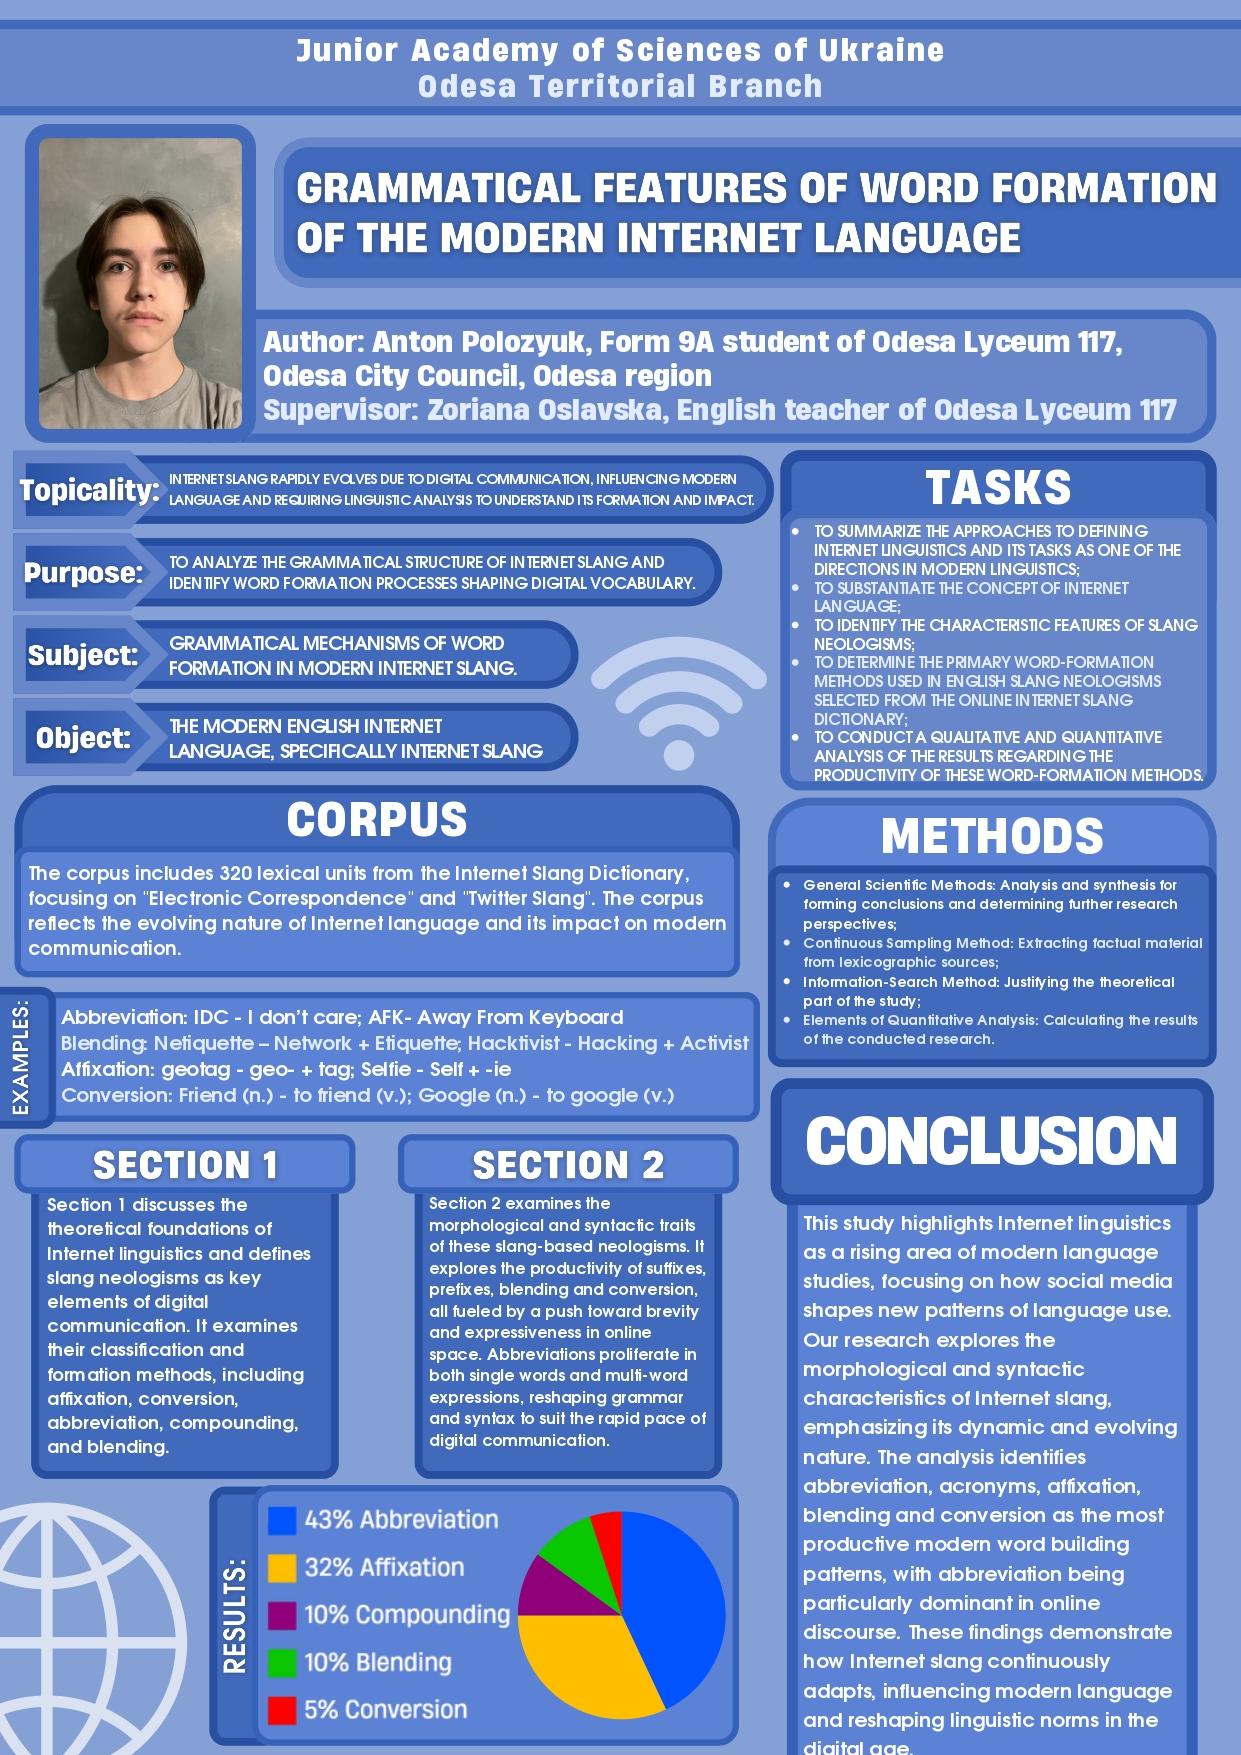 Junior Academy of Sciences of Ukraine
Odesa Territorial Branch
GRAMMATICAL FEATURES OF WORD FORMATION
OF THE MODERN INTERNET LANGUAGE
Author: Anton Polozyuk, Form 9A student of Odesa Lyceum 117,
Odesa City Council, Odesa region
Supervisor: Zoriana Oslavska, English teacher of Odesa Lyceum 117
Topicality:
INTERNET SLANG RAPIDLY EVOLVES DUE TO DIGITAL COMMUNICATION, INFLUENCING MODERN
LANGUAGE AND REQUIRING LINGUISTIC ANALYSIS TO UNDERSTAND ITS FORMATION AND IMPACT.
Purpose:
TO ANALYZE THE GRAMMATICAL STRUCTURE OF INTERNET SLANG AND
IDENTIFY WORD FORMATION PROCESSES SHAPING DIGITAL VOCABULARY.
Subject:
GRAMMATICAL MECHANISMS OF WORD
FORMATION IN MODERN INTERNET SLANG.
Object:
THE MODERN ENGLISH INTERNET
LANGUAGE, SPECIFICALLY INTERNET SLANG
TASKS
• TO SUMMARIZE THE APPROACHES TO DEFINING
INTERNET LINGUISTICS AND ITS TASKS AS ONE OF THE
DIRECTIONS IN MODERN LINGUISTICS;
• TO SUBSTANTIATE THE CONCEPT OF INTERNET
LANGUAGE;
• TO IDENTIFY THE CHARACTERISTIC FEATURES OF SLANG
NEOLOGISMS;
• TO DETERMINE THE PRIMARY WORD-FORMATION
METHODS USED IN ENGLISH SLANG NEOLOGISMS
SELECTED FROM THE ONLINE INTERNET SLANG
DICTIONARY;
• TO CONDUCT A QUALITATIVE AND QUANTITATIVE
ANALYSIS OF THE RESULTS REGARDING THE
PRODUCTIVITY OF THESE WORD-FORMATION METHODS.
CORPUS
The corpus includes 320 lexical units from the Internet Slang Dictionary,
focusing on "Electronic Correspondence" and "Twitter Slang". The corpus
reflects the evolving nature of Internet language and its impact on modern
communication.
METHODS
• General Scientific Methods: Analysis and synthesis for
forming conclusions and determining further research
perspectives;
• Continuous Sampling Method: Extracting factual material
from lexicographic sources;
• Information-Search Method: Justifying the theoretical
part of the study;
• Elements of Quantitative Analysis: Calculating the results
of the conducted research.
EXAMPLES:
Abbreviation: IDC - I don't care; AFK- Away From Keyboard
Blending: Netiquette – Network + Etiquette; Hacktivist - Hacking + Activist
Affixation: geotag - geo- + tag; Selfie - Self + -ie
Conversion: Friend (n.) - to friend (v.); Google (n.) - to google (v.)
SECTION 1
Section 1 discusses the
theoretical foundations of
Internet linguistics and defines
slang neologisms as key
elements of digital
communication. It examines
their classification and
formation methods, including
affixation, conversion,
abbreviation, compounding,
and blending.
SECTION 2
Section 2 examines the
morphological and syntactic traits
of these slang-based neologisms. It
explores the productivity of suffixes,
prefixes, blending and conversion,
all fueled by a push toward brevity
and expressiveness in online
space. Abbreviations proliferate in
both single words and multi-word
expressions, reshaping grammar
and syntax to suit the rapid pace of
digital communication.
CONCLUSION
This study highlights Internet linguistics
as a rising area of modern language
studies, focusing on how social media
shapes new patterns of language use.
Our research explores the
morphological and syntactic
characteristics of Internet slang,
emphasizing its dynamic and evolving
nature. The analysis identifies
abbreviation, acronyms, affixation,
blending and conversion as the most
productive modern word building
patterns, with abbreviation being
particularly dominant in online
discourse. These findings demonstrate
how Internet slang continuously
adapts, influencing modern language
and reshaping linguistic norms in the
digital age.
RESULTS:
43% Abbreviation
32% Affixation
10% Compounding
10% Blending
5% Conversion